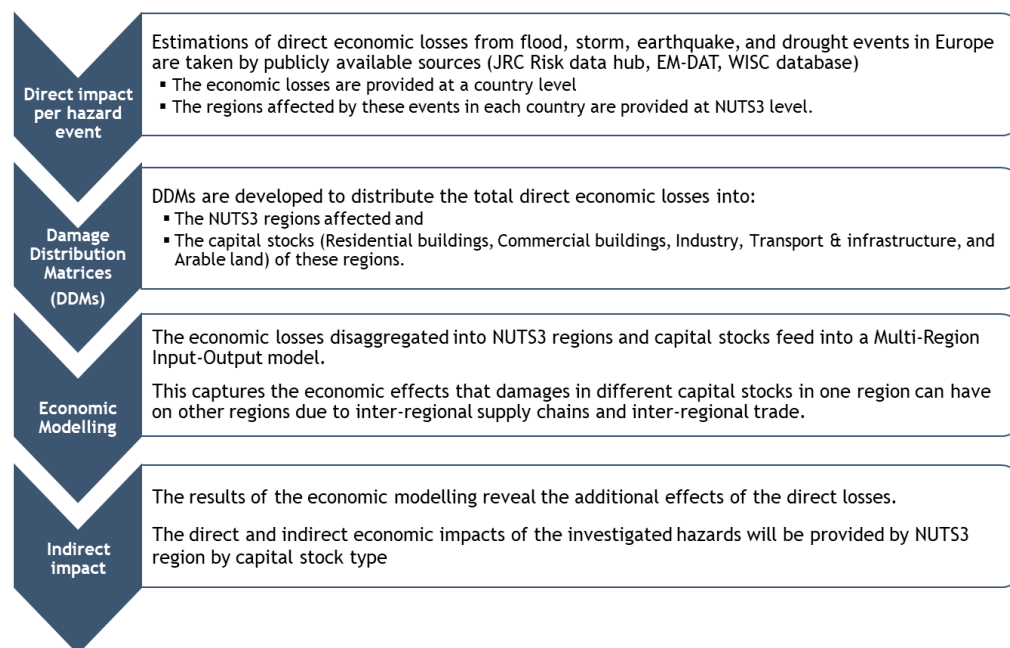 Direct impact
per hazard
event
Estimations of direct economic losses from flood, storm, earthquake, and drought events in Europe
are taken by publicly available sources (JRC Risk data hub, EM-DAT, WISC database)
▪ The economic losses are provided at a country level
▪ The regions affected by these events in each country are provided at NUTS3 level.
Damage
Distribution
Matrices
(DDMs)
DDMs are developed to distribute the total direct economic losses into:
▪ The NUTS3 regions affected and
▪ The capital stocks (Residential buildings, Commercial buildings, Industry, Transport & infrastructure, and
Arable land) of these regions.
Economic
Modelling
The economic losses disaggregated into NUTS3 regions and capital stocks feed into a Multi-Region
Input-Output model.
This captures the economic effects that damages in different capital stocks in one region can have
on other regions due to inter-regional supply chains and inter-regional trade.
Indirect
impact
The results of the economic modelling reveal the additional effects of the direct losses.
The direct and indirect economic impacts of the investigated hazards will be provided by NUTS3
region by capital stock type